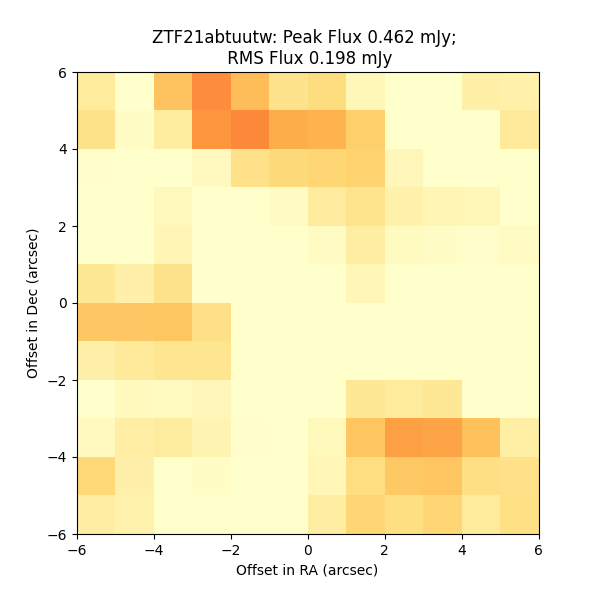 ZTF21abtuutw: Peak Flux 0.462 mJy;
RMS Flux 0.198 mJy
6
4
2
0
−2
−4
−6
−6 −4 −2 0 2 4 6
Offset in Dec (arcsec)
Offset in RA (arcsec)